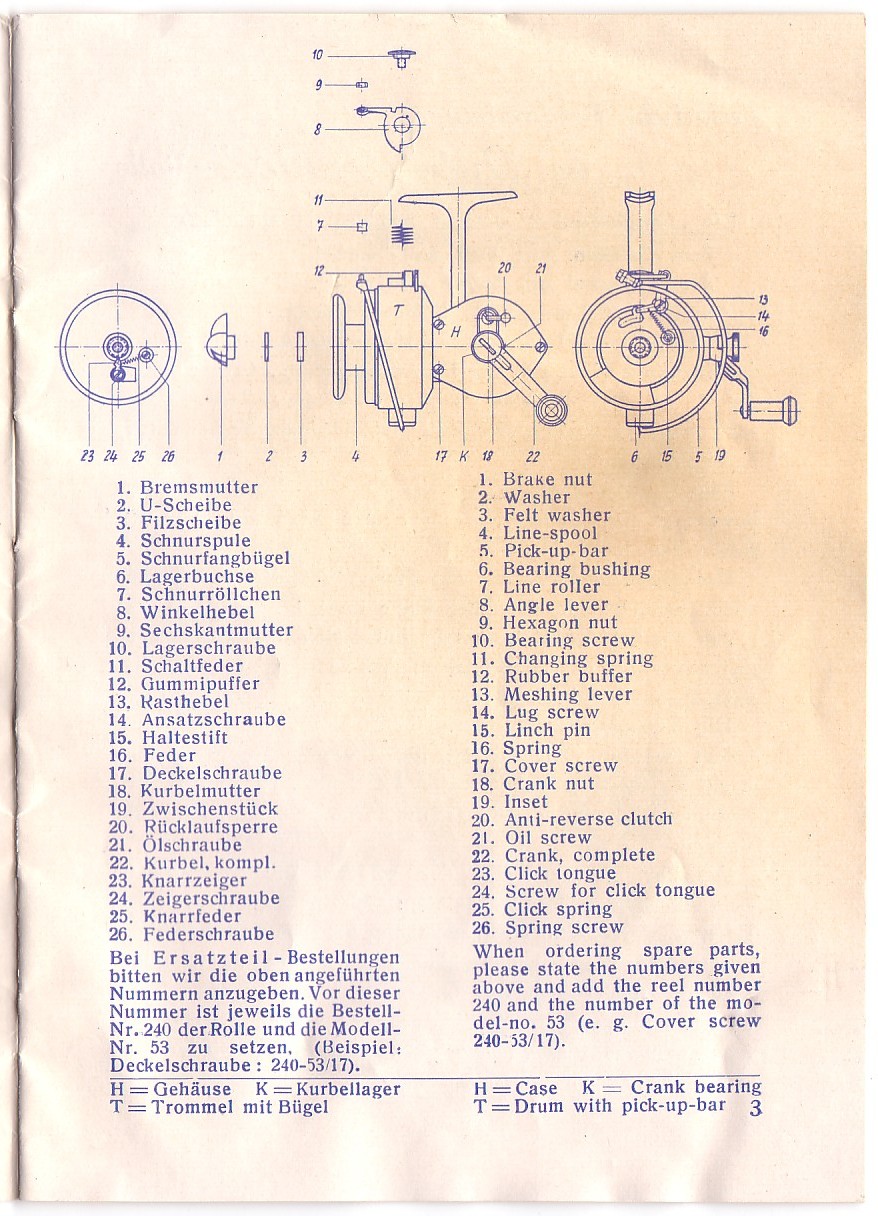 10
9
8
11
7
12
20
21
T
H
13
14
16
23 24 25 26 1 2 3 4 17 K 18 22 6 15 5 19
1. Bremsmutter
2. U-Scheibe
3. Filzscheibe
4. Schnurspule
5. Schnurfangbügel
6. Lagerbuchse
7. Schnurröllchen
8. Winkelhebel
9. Sechskantmutter
10. Lagerschraube
11. Schaltfeder
12. Gummipuffer
13. Rasthebel
14. Ansatzschraube
15. Haltestift
16. Feder
17. Deckelschraube
18. Kurbelmutter
19. Zwischenstück
20. Rücklaufsperre
21. Ölschraube
22. Kurbel, kompl.
23. Knarrzeiger
24. Zeigerschraube
25. Knarrfeder
26. Federschraube
Bei Ersatzteil-Bestellungen
bitten wir die oben angeführten
Nummern anzugeben. Vor dieser
Nummer ist jeweils die Bestell-
Nr. 240 der Rolle und die Modell-
Nr. 53 zu setzen, (Beispiel:
Deckelschraube: 240-53/17).
H = Gehäuse K = Kurbellager
T = Trommel mit Bügel
1. Brake nut
2. Washer
3. Felt washer
4. Line-spool
5. Pick-up-bar
6. Bearing bushing
7. Line roller
8. Angle lever
9. Hexagon nut
10. Bearing screw
11. Changing spring
12. Rubber buffer
13. Meshing lever
14. Lug screw
15. Linch pin
16. Spring
17. Cover screw
18. Crank nut
19. Inset
20. Anti-reverse clutch
21. Oil screw
22. Crank, complete
23. Click tongue
24. Screw for click tongue
25. Click spring
26. Spring screw
When ordering spare parts,
please state the numbers given
above and add the reel number
240 and the number of the mo-
del-no. 53 (e. g. Cover screw
240-53/17).
H = Case K = Crank bearing
T = Drum with pick-up-bar 3